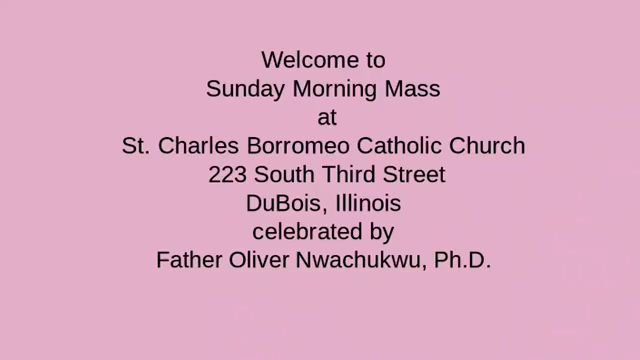 Welcome to
Sunday Morning Mass
at
St. Charles Borromeo Catholic Church
223 South Third Street
DuBois, Illinois
celebrated by
Father Oliver Nwachukwu, Ph.D.